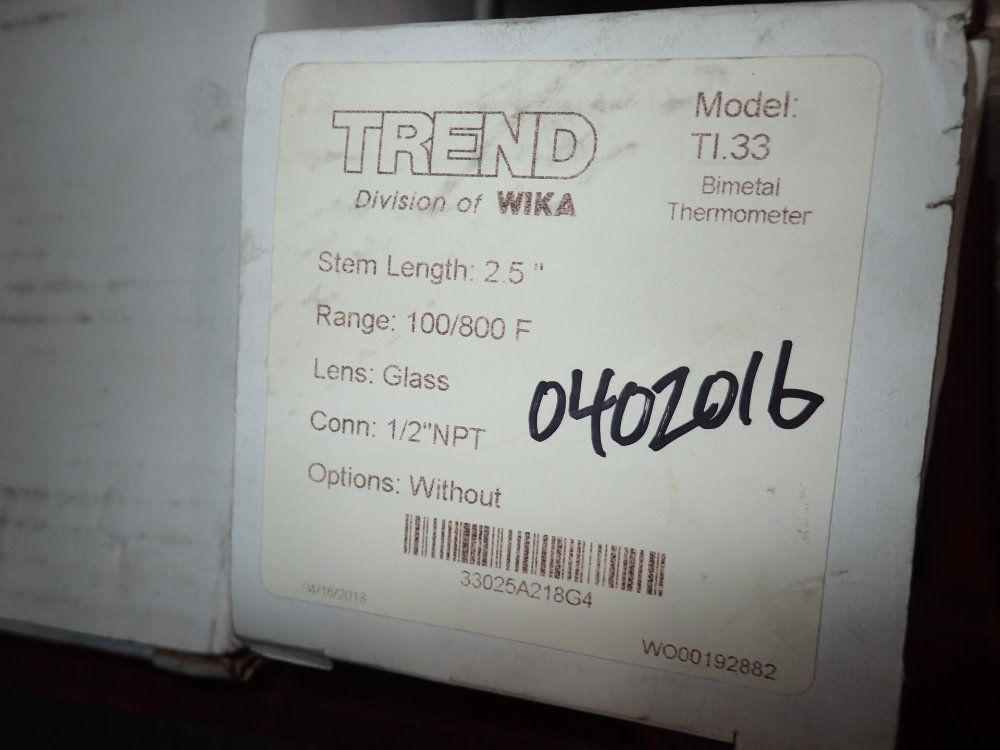 TREND
Division of WIKA
Model:
TI.33
Bimetal
Thermometer
Stem Length: 2.5 "
Range: 100/800 F
Lens: Glass
Conn: 1/2"NPT
Options: Without
0402016
33025A218G4
04/16/2018
WO00192882